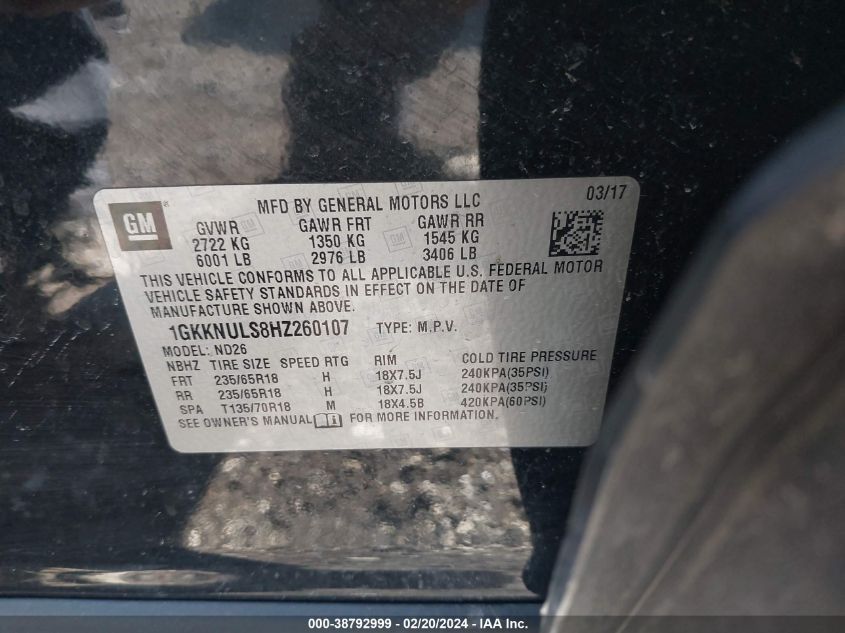 GM
MFD BY GENERAL MOTORS LLC
03/17
GVWR GAWR FRT GAWR RR
2722 KG 1350 KG 1545 KG
6001 LB 2976 LB 3406 LB
THIS VEHICLE CONFORMS TO ALL APPLICABLE U.S. FEDERAL MOTOR
VEHICLE SAFETY STANDARDS IN EFFECT ON THE DATE OF
MANUFACTURE SHOWN ABOVE.
1GKKNULS8HZ260107 TYPE: M.P.V.
MODEL: ND26
NBHZ TIRE SIZE SPEED RTG RIM COLD TIRE PRESSURE
FRT 235/65R18 H 18X7.5J 240KPA(35PSI)
RR 235/65R18 H 18X7.5J 240KPA(35PSI)
SPA T135/70R18 M 18X4.5B 420KPA(60PSI)
SEE OWNER'S MANUAL FOR MORE INFORMATION.
000-38792999 - 02/20/2024 - IAA Inc.